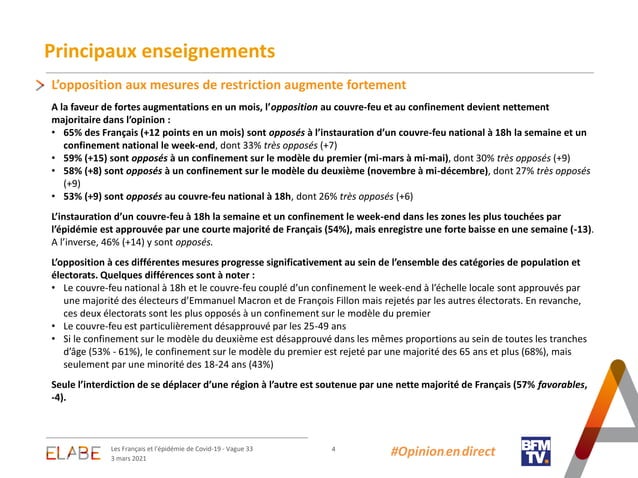 Principaux enseignements
L’opposition aux mesures de restriction augmente fortement
A la faveur de fortes augmentations en un mois, l’opposition au couvre-feu et au confinement devient nettement
majoritaire dans l’opinion :
• 65% des Français (+12 points en un mois) sont opposés à l’instauration d’un couvre-feu national à 18h la semaine et un
confinement national le week-end, dont 33% très opposés (+7)
• 59% (+15) sont opposés à un confinement sur le modèle du premier (mi-mars à mi-mai), dont 30% très opposés (+9)
• 58% (+8) sont opposés à un confinement sur le modèle du deuxième (novembre à mi-décembre), dont 27% très opposés
(+9)
• 53% (+9) sont opposés au couvre-feu national à 18h, dont 26% très opposés (+6)
L’instauration d’un couvre-feu à 18h la semaine et un confinement le week-end dans les zones les plus touchées par
l’épidémie est approuvée par une courte majorité de Français (54%), mais enregistre une forte baisse en une semaine (-13).
A l’inverse, 46% (+14) y sont opposés.
L’opposition à ces différentes mesures progresse significativement au sein de l’ensemble des catégories de population et
électorats. Quelques différences sont à noter :
• Le couvre-feu national à 18h et le couvre-feu couplé d’un confinement le week-end à l’échelle locale sont approuvés par
une majorité des électeurs d’Emmanuel Macron et de François Fillon mais rejetés par les autres électorats. En revanche,
ces deux électorats sont les plus opposés à un confinement sur le modèle du premier
• Le couvre-feu est particulièrement désapprouvé par les 25-49 ans
• Si le confinement sur le modèle du deuxième est désapprouvé dans les mêmes proportions au sein de toutes les tranches
d’âge (53% - 61%), le confinement sur le modèle du premier est rejeté par une majorité des 65 ans et plus (68%), mais
seulement par une minorité des 18-24 ans (43%)
Seule l’interdiction de se déplacer d’une région à l’autre est soutenue par une nette majorité de Français (57% favorables,
-4).
ELABE
Les Français et l'épidémie de Covid-19 - Vague 33
3 mars 2021
4
#Opinion en direct
BFM
TV.